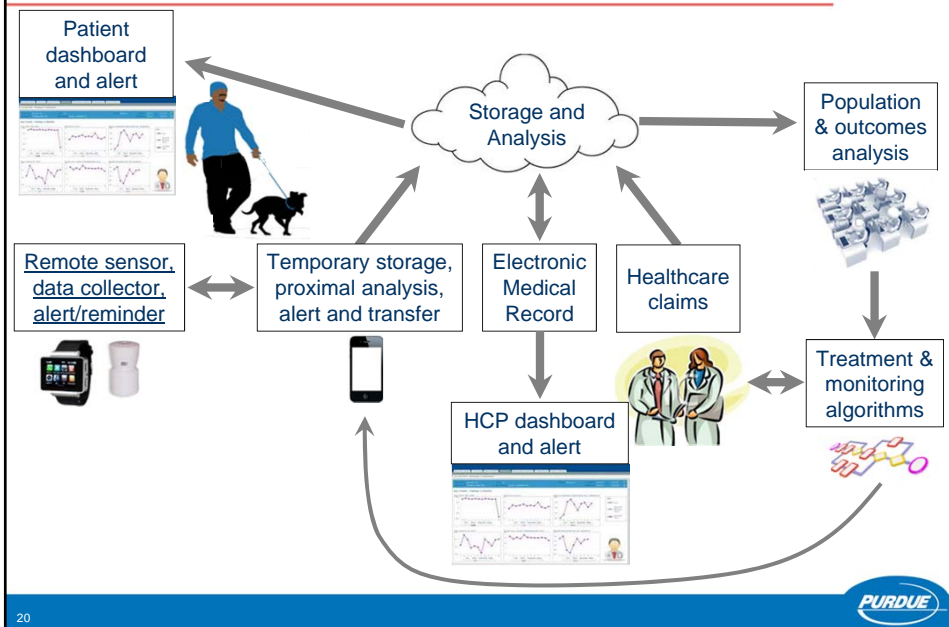 Patient
dashboard
and alert
Storage and
Analysis
Population
& outcomes
analysis
Remote sensor,
data collector,
alert/reminder
Temporary storage,
proximal analysis,
alert and transfer
Electronic
Medical
Record
Healthcare
claims
Treatment &
monitoring
algorithms
HCP dashboard
and alert
20
PURDUE